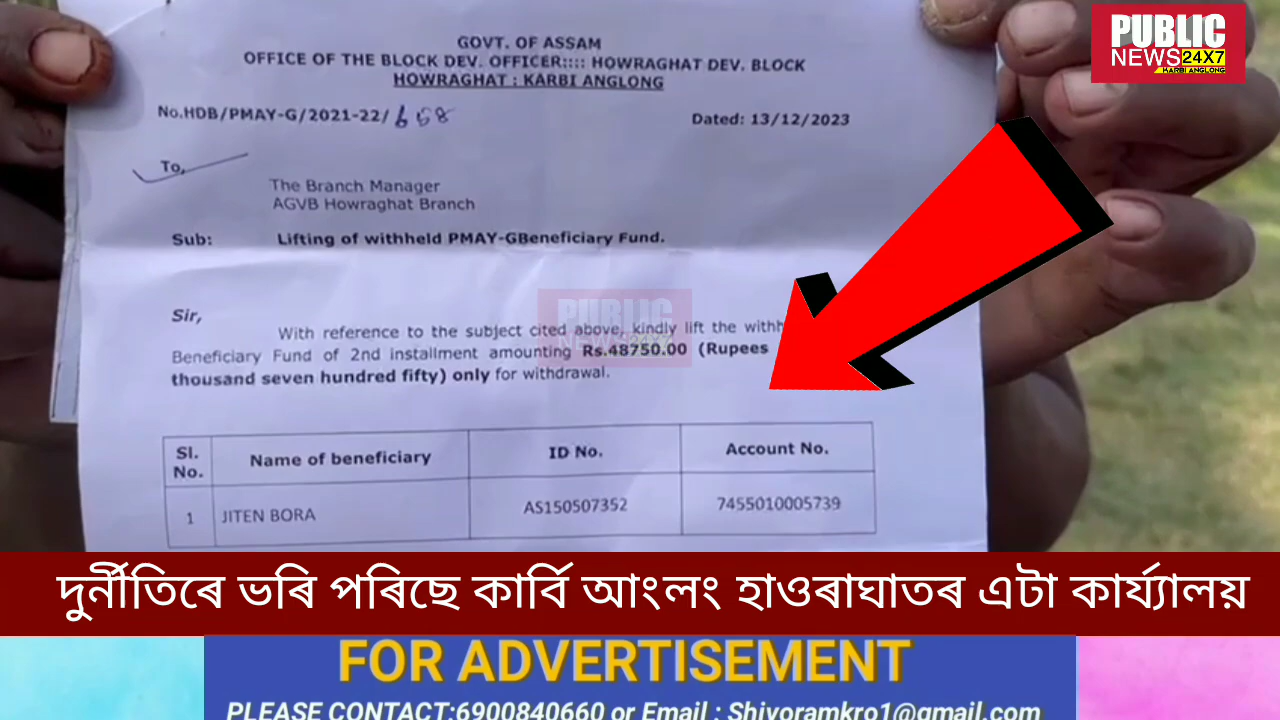 PUBLIC
NEWS 24X7
KARBI ANGLONG
GOVT. OF ASSAM
OFFICE OF THE BLOCK DEV. OFFICER:::: HOWRAGHAT DEV. BLOCK
HOWRAGHAT : KARBI ANGLONG
No.HDB/PMAY-G/2021-22/658
Dated: 13/12/2023
To,
The Branch Manager
AGVB Howraghat Branch
Sub: Lifting of withheld PMAY-GBeneficiary Fund.
Sir,
With reference to the subject cited above, kindly lift the
Beneficiary Fund of 2nd installment amounting Rs.48750.00 (Rupees
thousand seven hundred fifty) only for withdrawal.
PUBLIC
NEWS 24X7
Sl. No. Name of beneficiary ID No. Account No.
1 JITEN BORA AS150507352 7455010005739
দুৰ্নীতিৰে ভৰি পৰিছে কাৰ্বি আংলং হাওৰাঘাতৰ এটা কাৰ্য্যালয়
FOR ADVERTISEMENT
PLEASE CONTACT:6900840660 or Email : Shivoramkro1@gmail.com